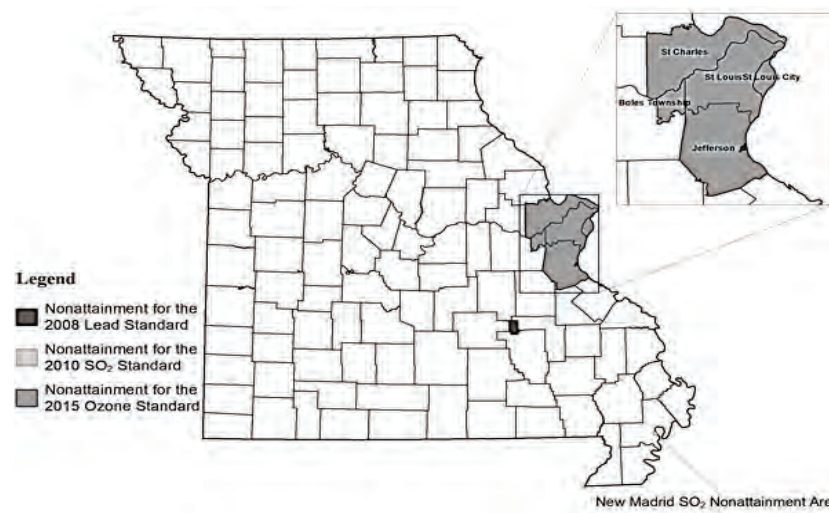 St Charles
St Louis St Louis City
Boles Township
Jefferson
Legend
Nonattainment for the
2008 Lead Standard
Nonattainment for the
2010 SO₂ Standard
Nonattainment for the
2015 Ozone Standard
New Madrid SO₂ Nonattainment Area